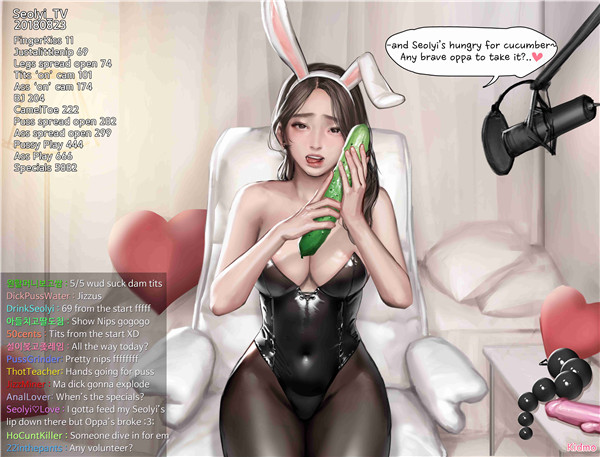 Seolyi_TV
20180823
FingerKiss 11
Justalittlenip 69
Legs spread open 74
Tits 'on' cam 101
Ass 'on' cam 174
BJ 204
CamelToe 222
Puss spread open 282
Ass spread open 299
Pussy Play 444
Ass Play 666
Specials 5882
-and Seolyi's hungry for cucumber~
Any brave oppa to take it?..♥
: 5/5 wud suck dam tits
DickPussWater : Jizzus
DrinkSeolyi : 69 from the start fffff
: Show Nips gogogo
50cents : Tits from the start XD
: All the way today?
PussGrinder: Pretty nips ffffffff
ThotTeacher: Hands going for puss
: Ma dick gonna explode
AnalLover : When's the specials?
Seolyi♡Love : I gotta feed my Seolyi's
lip down there but Oppa's broke :3;
HoCuntKiller : Someone dive in for em
22inthepants : Any volunteer?
Kidmo